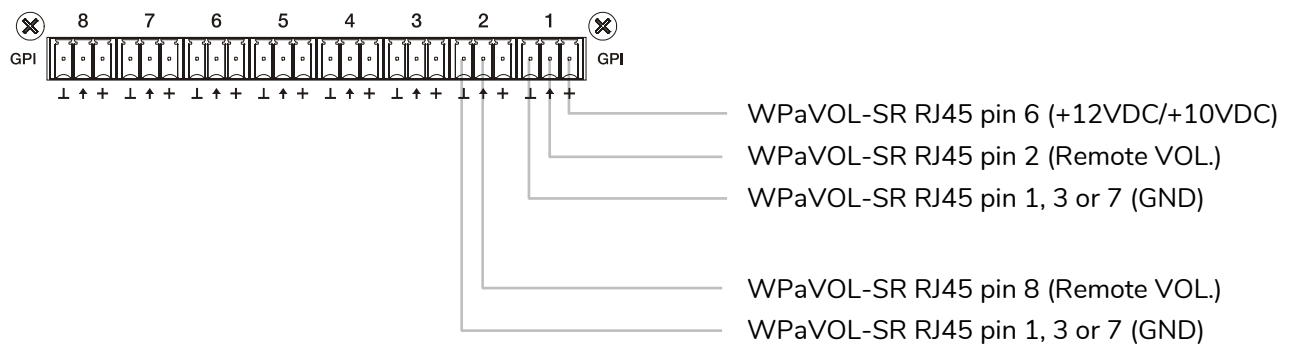 8 7 6 5 4 3 2 1
GPI GPI
⊥ ↑ + ⊥ ↑ + ⊥ ↑ + ⊥ ↑ + ⊥ ↑ + ⊥ ↑ + ⊥ ↑ + ⊥ ↑ +
WPaVOL-SR RJ45 pin 6 (+12VDC/+10VDC)
WPaVOL-SR RJ45 pin 2 (Remote VOL.)
WPaVOL-SR RJ45 pin 1, 3 or 7 (GND)
WPaVOL-SR RJ45 pin 8 (Remote VOL.)
WPaVOL-SR RJ45 pin 1, 3 or 7 (GND)